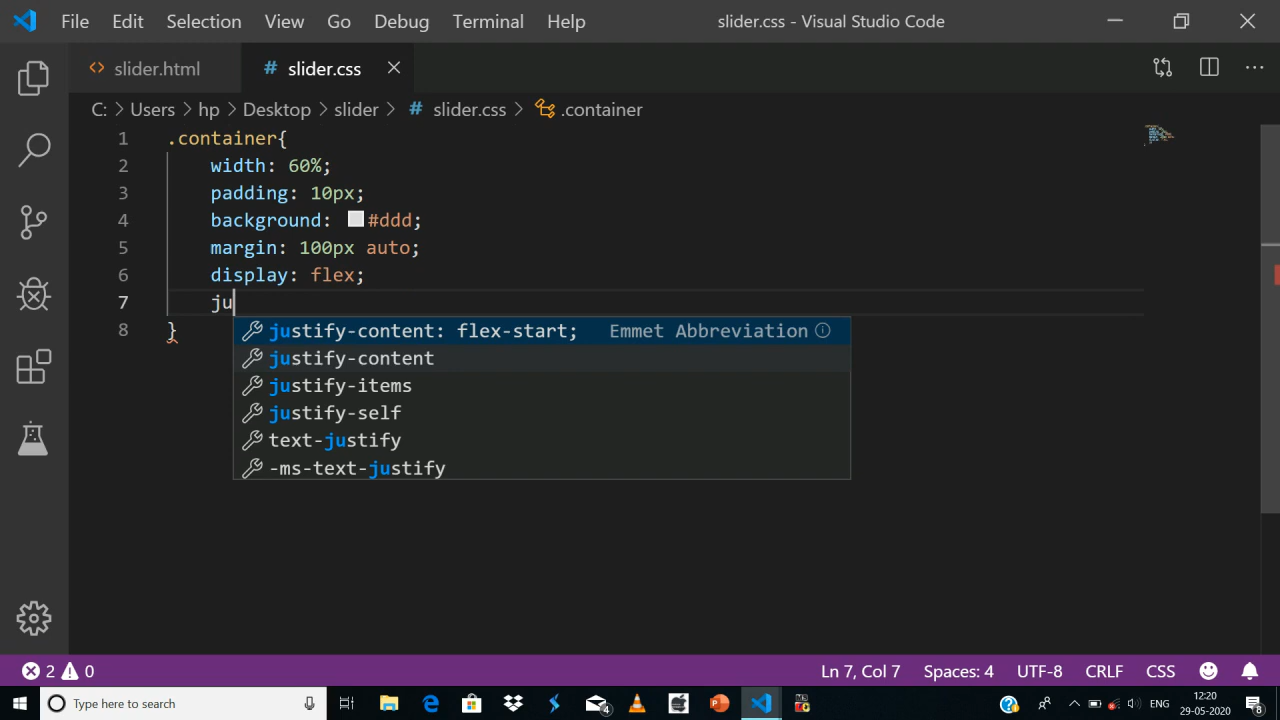 File Edit Selection View Go Debug Terminal Help slider.css - Visual Studio Code
slider.html slider.css
C: > Users > hp > Desktop > slider > # slider.css > .container
1 .container{
2 width: 60%;
3 padding: 10px;
4 background: #ddd;
5 margin: 100px auto;
6 display: flex;
7 ju
justify-content: flex-start; Emmet Abbreviation
8 }
justify-content
justify-items
justify-self
text-justify
-ms-text-justify
2 0 Ln 7, Col 7 Spaces: 4 UTF-8 CRLF CSS
Type here to search 4 ENG 12:20 29-05-2020 8